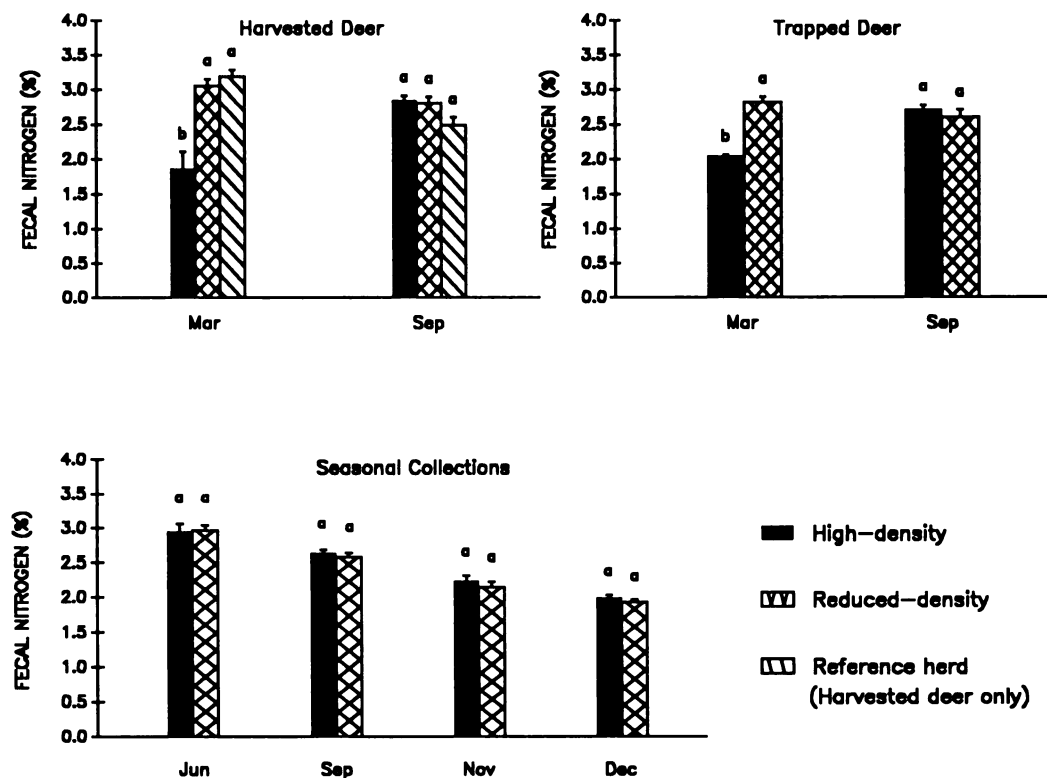 Harvested Deer
FECAL NITROGEN (%)
4.0
3.5
3.0
2.5
2.0
1.5
1.0
0.5
0.0
b
a
a
a
a
a
Mar
Sep
Trapped Deer
FECAL NITROGEN (%)
4.0
3.5
3.0
2.5
2.0
1.5
1.0
0.5
0.0
b
a
a
a
Mar
Sep
Seasonal Collections
FECAL NITROGEN (%)
4.0
3.5
3.0
2.5
2.0
1.5
1.0
0.5
0.0
a
a
a
a
a
a
a
a
Jun
Sep
Nov
Dec
High-density
Reduced-density
Reference herd
(Harvested deer only)